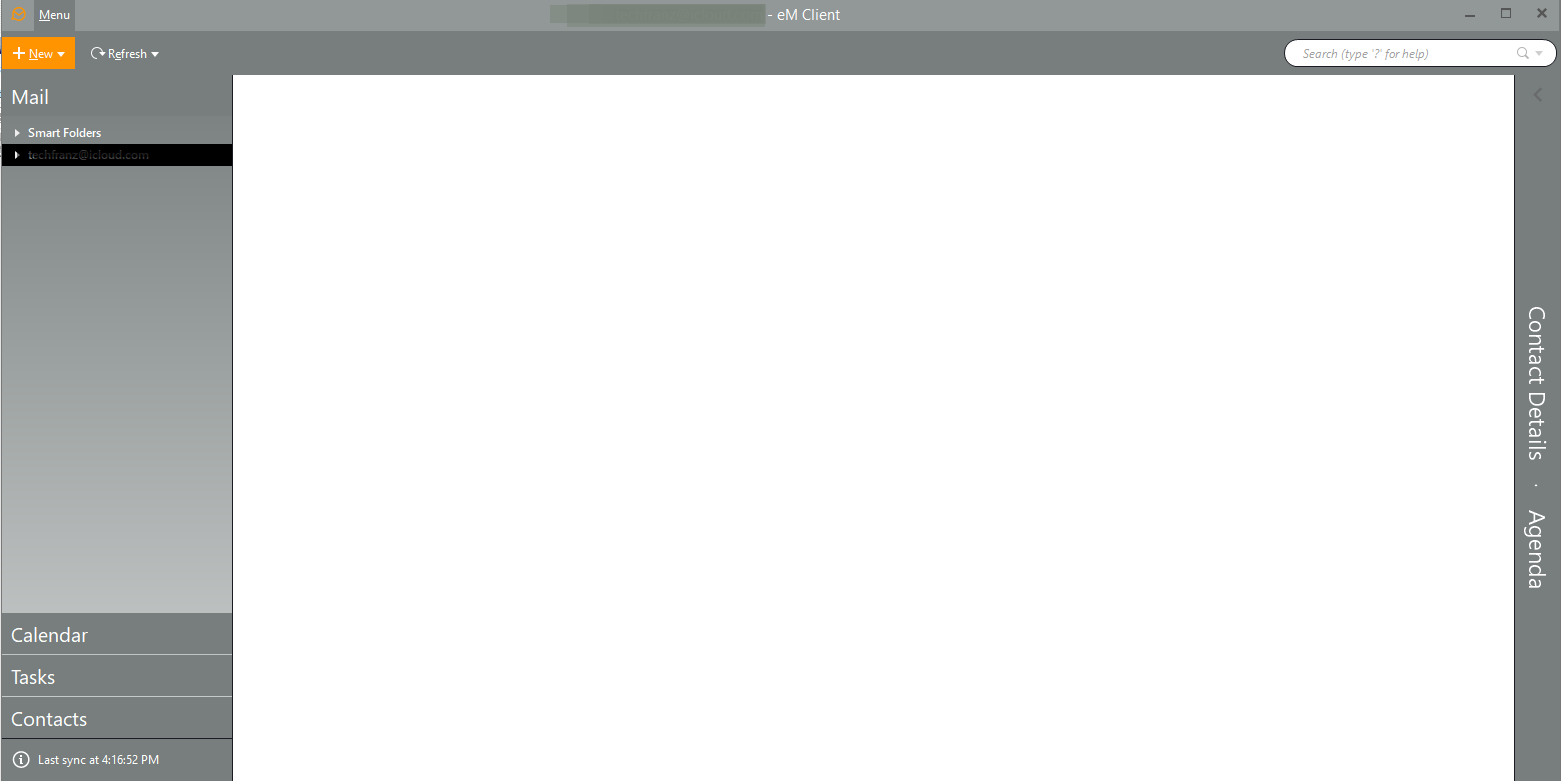 Menu
- eM Client
New
Refresh
Search (type '?' for help)
Mail
Smart Folders
techfranz@icloud.com
Contact Details · Agenda
Calendar
Tasks
Contacts
Last sync at 4:16:52 PM